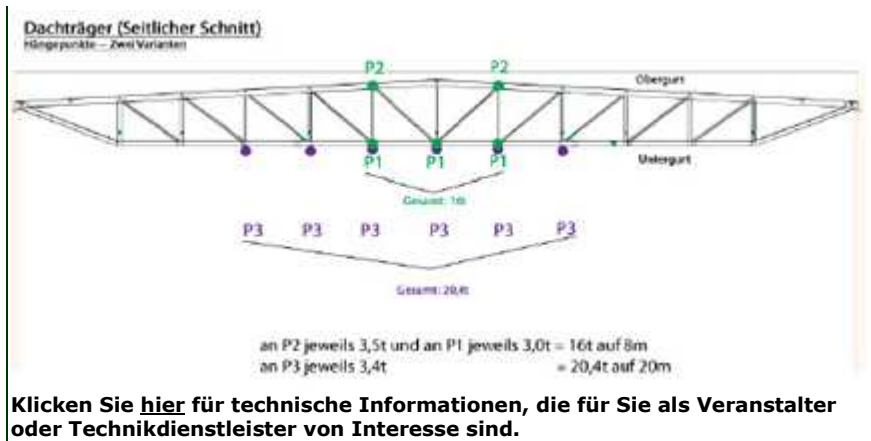 Dachträger (Seitlicher Schnitt)
Hängepunkte – Zwei Varianten
P2 P2
Obergurt
P1 P1 P1
Untergurt
Gesamt: 16t
P3 P3 P3 P3 P3 P3
Gesamt: 20,4t
an P2 jeweils 3,5t und an P1 jeweils 3,0t = 16t auf 8m
an P3 jeweils 3,4t = 20,4t auf 20m
Klicken Sie hier für technische Informationen, die für Sie als Veranstalter
oder Technikdienstleister von Interesse sind.